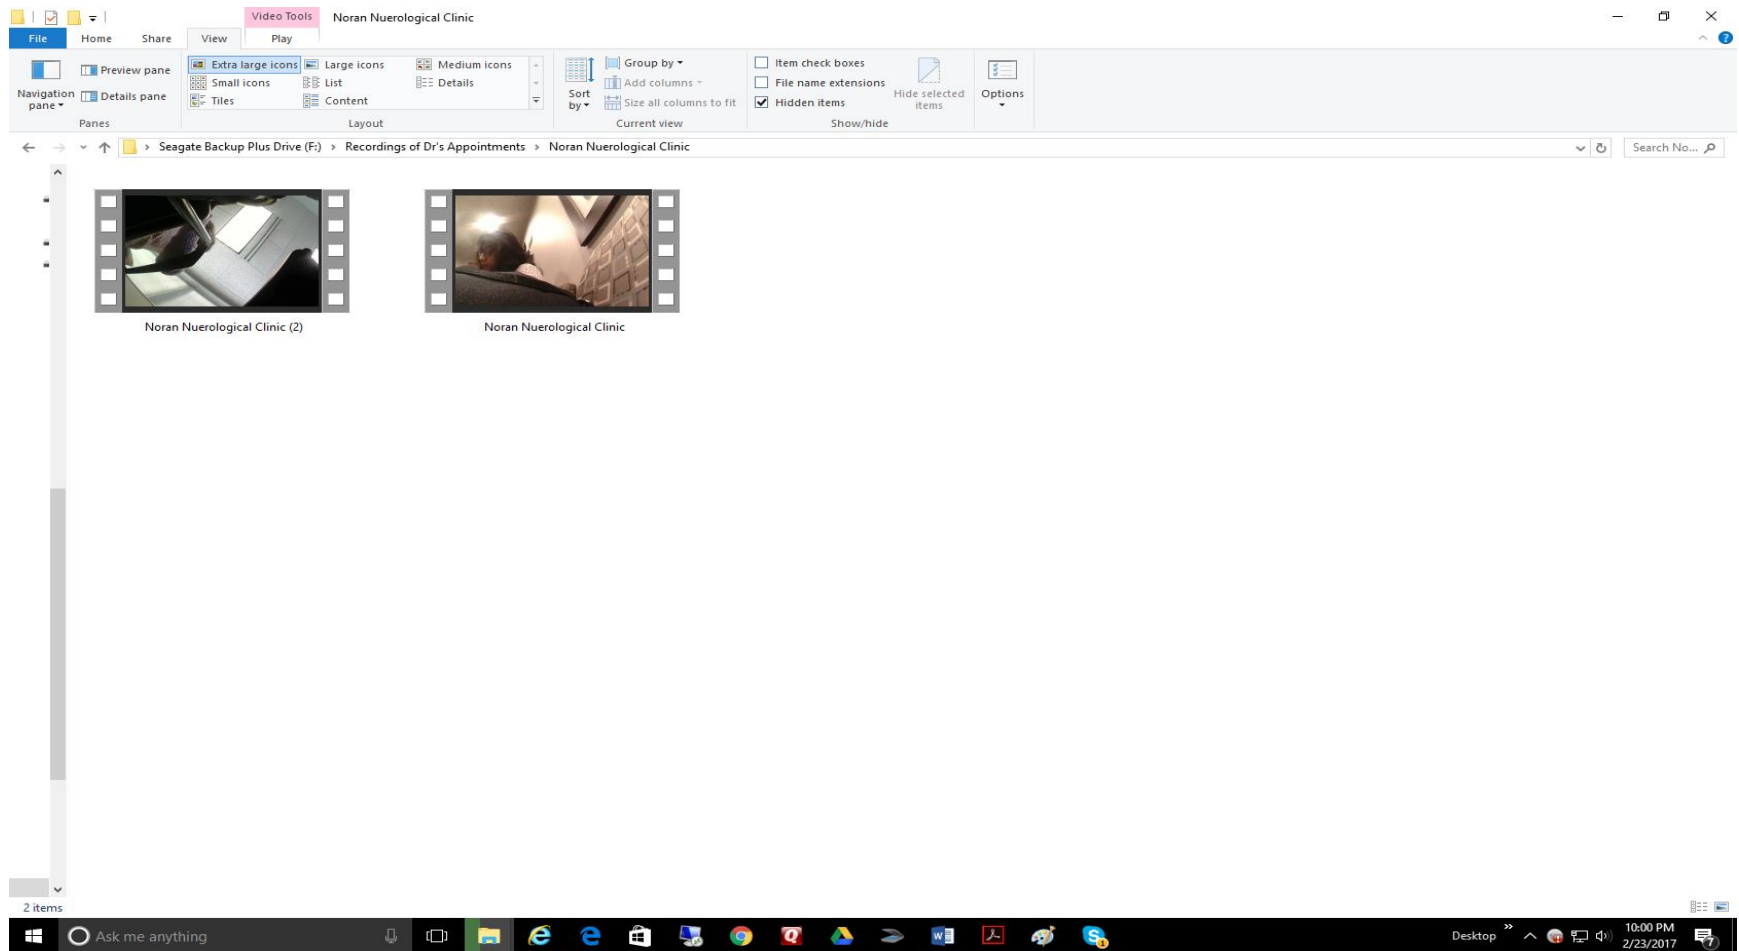 Video Tools Noran Nuerological Clinic
File Home Share View Play
Navigation pane
Preview pane
Details pane
Panes
Extra large icons Large icons Medium icons
Small icons List Details
Tiles Content
Layout
Sort by
Group by
Add columns
Size all columns to fit
Current view
Item check boxes
File name extensions
Hidden items
Hide selected items
Show/hide
Options
Seagate Backup Plus Drive (F:) > Recordings of Dr's Appointments > Noran Nuerological Clinic
Search No...
Noran Nuerological Clinic (2) Noran Nuerological Clinic
2 items
Ask me anything
Desktop
10:00 PM
2/23/2017